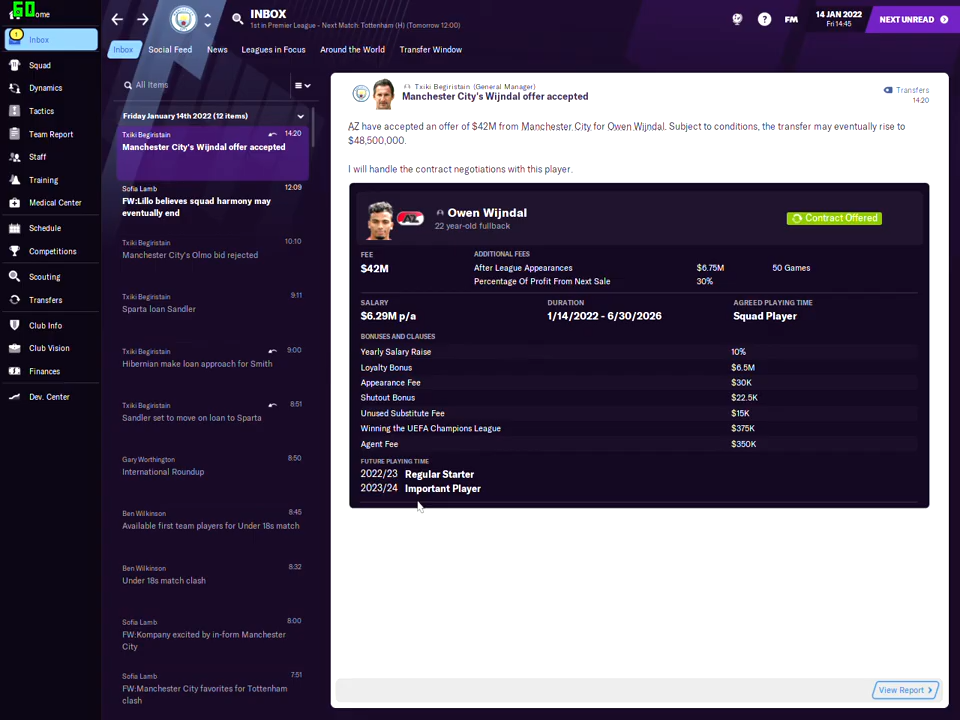 60
ome
INBOX
1st in Premier League - Next Match: Tottenham (H) (Tomorrow 12:00)
FM
14 JAN 2022
Fri 14:45
NEXT UNREAD
1
Inbox
Squad
Dynamics
Tactics
Team Report
Staff
Training
Medical Center
Schedule
Competitions
Scouting
Transfers
Club Info
Club Vision
Finances
Dev. Center
Inbox
Social Feed
News
Leagues in Focus
Around the World
Transfer Window
All Items
Friday January 14th 2022 (12 items)
Txiki Begiristain
14:20
Manchester City's Wijndal offer accepted
Sofia Lamb
12:09
FW:Lillo believes squad harmony may
eventually end
Txiki Begiristain
10:10
Manchester City's Olmo bid rejected
Txiki Begiristain
9:11
Sparta loan Sandler
Txiki Begiristain
9:00
Hibernian make loan approach for Smith
Txiki Begiristain
8:51
Sandler set to move on loan to Sparta
Gary Worthington
8:50
International Roundup
Ben Wilkinson
8:45
Available first team players for Under 18s match
Ben Wilkinson
8:32
Under 18s match clash
Sofia Lamb
8:00
FW:Kompany excited by in-form Manchester
City
Sofia Lamb
7:51
FW:Manchester City favorites for Tottenham
clash
Txiki Begiristain (General Manager)
Manchester City's Wijndal offer accepted
Transfers
14:20
AZ have accepted an offer of $42M from Manchester City for Owen Wijndal. Subject to conditions, the transfer may eventually rise to
$48,500,000.
I will handle the contract negotiations with this player.
AZ
Owen Wijndal
22 year-old fullback
Contract Offered
FEE
$42M
ADDITIONAL FEES
After League Appearances $6.75M 50 Games
Percentage Of Profit From Next Sale 30%
SALARY
$6.29M p/a
DURATION
1/14/2022 - 6/30/2026
AGREED PLAYING TIME
Squad Player
BONUSES AND CLAUSES
Yearly Salary Raise 10%
Loyalty Bonus $6.5M
Appearance Fee $30K
Shutout Bonus $22.5K
Unused Substitute Fee $15K
Winning the UEFA Champions League $375K
Agent Fee $350K
FUTURE PLAYING TIME
2022/23 Regular Starter
2023/24 Important Player
View Report